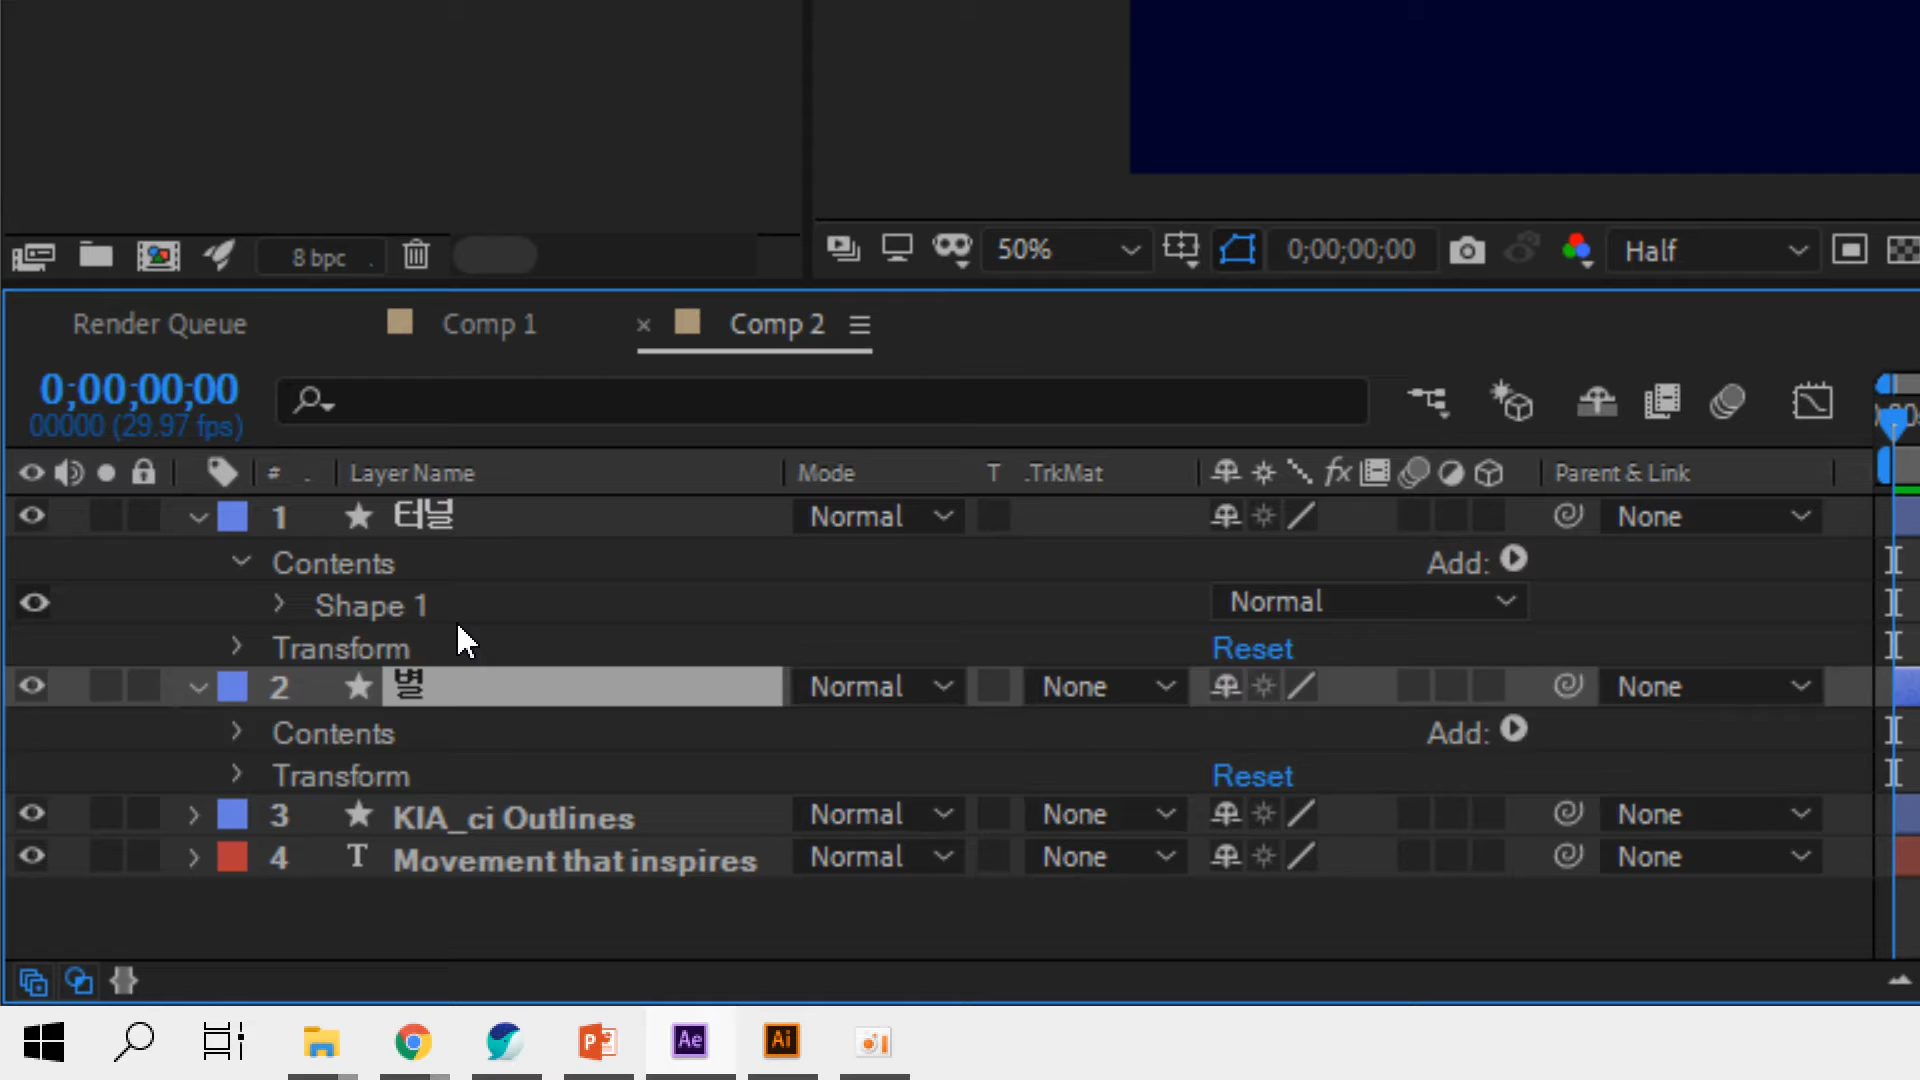 8 bpc
50%
0;00;00;00
Half
Render Queue
Comp 1
× Comp 2
0;00;00;00
00000 (29.97 fps)
# . Layer Name Mode T .TrkMat fx Parent & Link
1 터널 Normal None
Contents Add:
Shape 1 Normal
Transform Reset
2 별 Normal None None
Contents Add:
Transform Reset
3 KIA_ci Outlines Normal None None
4 T Movement that inspires Normal None None
Ae Ai